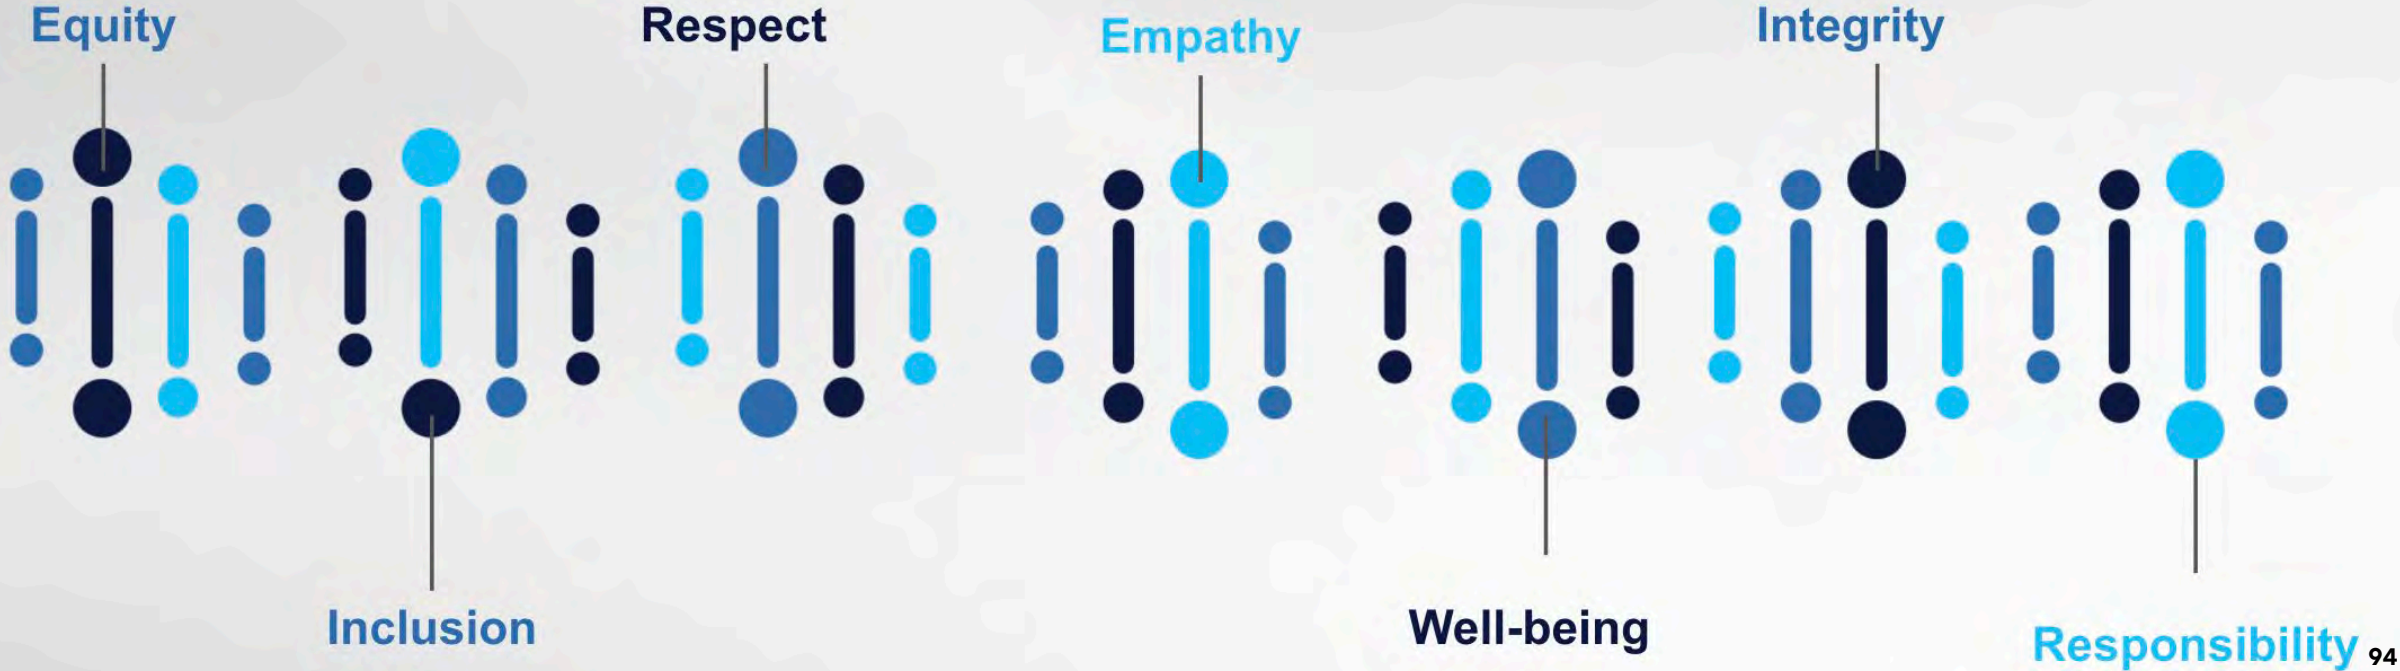 Equity
Respect
Empathy
Integrity
Inclusion
Well-being
Responsibility
94